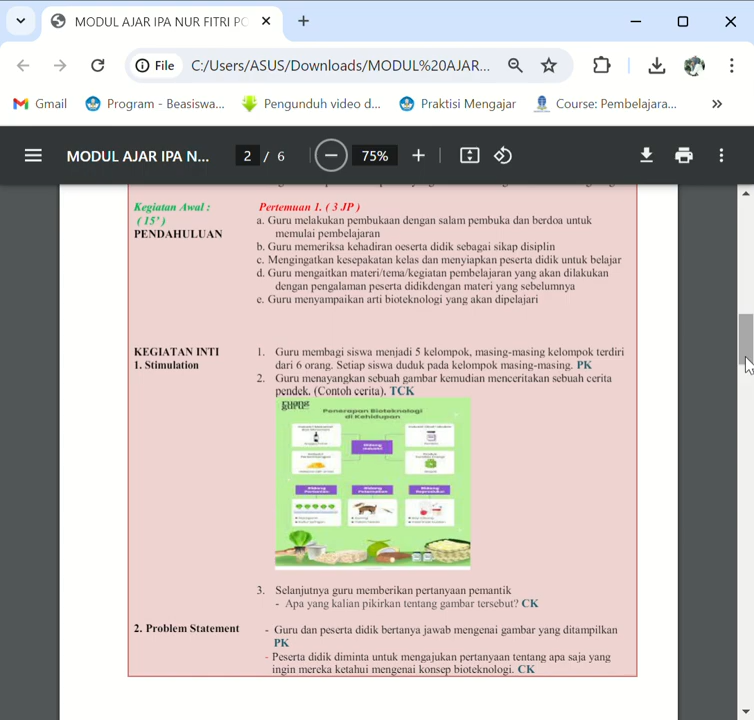 MODUL AJAR IPA NUR FITRI PO
File
C:/Users/ASUS/Downloads/MODUL%20AJAR...
Gmail
Program - Beasiswa...
Pengunduh video d...
Praktisi Mengajar
Course: Pembelajara...
MODUL AJAR IPA N...
2 / 6
75%
Kegiatan Awal :
( 15' )
PENDAHULUAN
Pertemuan 1. ( 3 JP )
a. Guru melakukan pembukaan dengan salam pembuka dan berdoa untuk
memulai pembelajaran
b. Guru memeriksa kehadiran oeserta didik sebagai sikap disiplin
c. Mengingatkan kesepakatan kelas dan menyiapkan peserta didik untuk belajar
d. Guru mengaitkan materi/tema/kegiatan pembelajaran yang akan dilakukan
dengan pengalaman peserta didikdengan materi yang sebelumnya
e. Guru menyampaikan arti bioteknologi yang akan dipelajari
KEGIATAN INTI
1. Stimulation
1. Guru membagi siswa menjadi 5 kelompok, masing-masing kelompok terdiri
dari 6 orang. Setiap siswa duduk pada kelompok masing-masing. PK
2. Guru menayangkan sebuah gambar kemudian menceritakan sebuah cerita
pendek. (Contoh cerita). TCK
ruang
guru
Penerapan Bioteknologi
di Kehidupan
3. Selanjutnya guru memberikan pertanyaan pemantik
- Apa yang kalian pikirkan tentang gambar tersebut? CK
2. Problem Statement
- Guru dan peserta didik bertanya jawab mengenai gambar yang ditampilkan
PK
- Peserta didik diminta untuk mengajukan pertanyaan tentang apa saja yang
ingin mereka ketahui mengenai konsep bioteknologi. CK